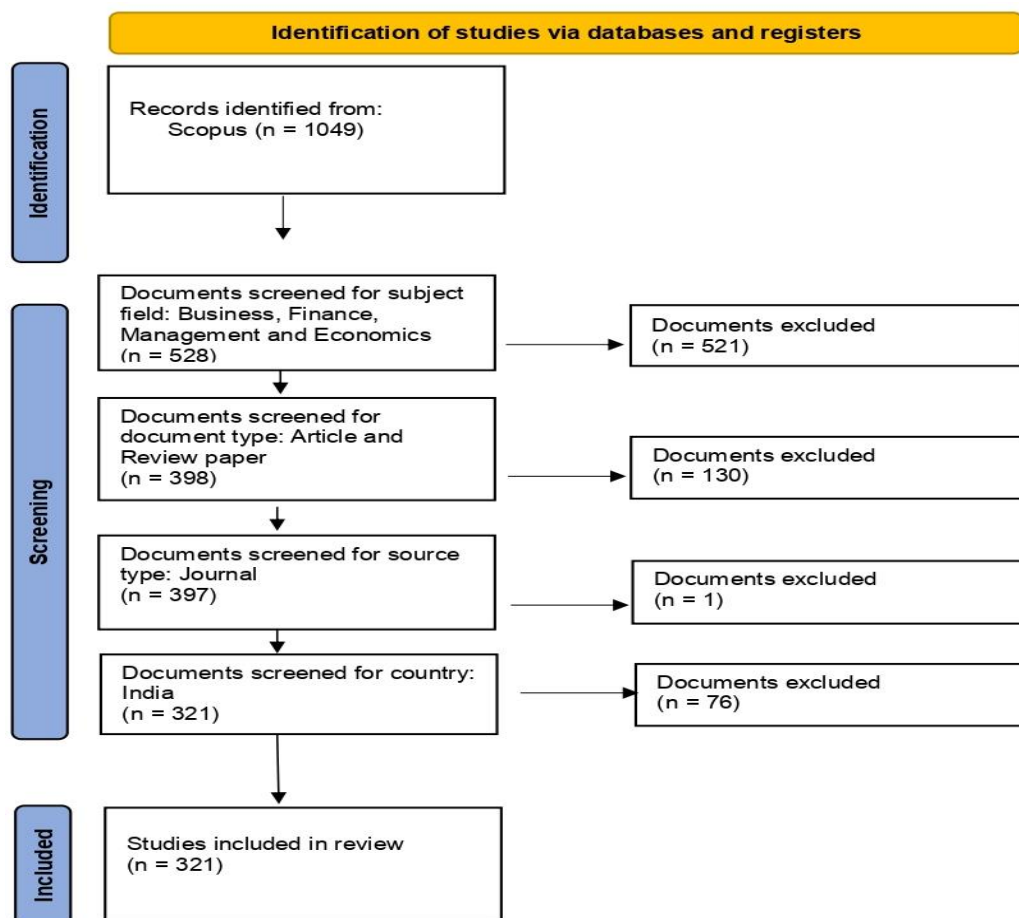 Identification of studies via databases and registers
Identification
Records identified from:
Scopus (n = 1049)
Screening
Documents screened for subject
field: Business, Finance,
Management and Economics
(n = 528)
Documents excluded
(n = 521)
Documents screened for
document type: Article and
Review paper
(n = 398)
Documents excluded
(n = 130)
Documents screened for source
type: Journal
(n = 397)
Documents excluded
(n = 1)
Documents screened for country:
India
(n = 321)
Documents excluded
(n = 76)
Included
Studies included in review
(n = 321)